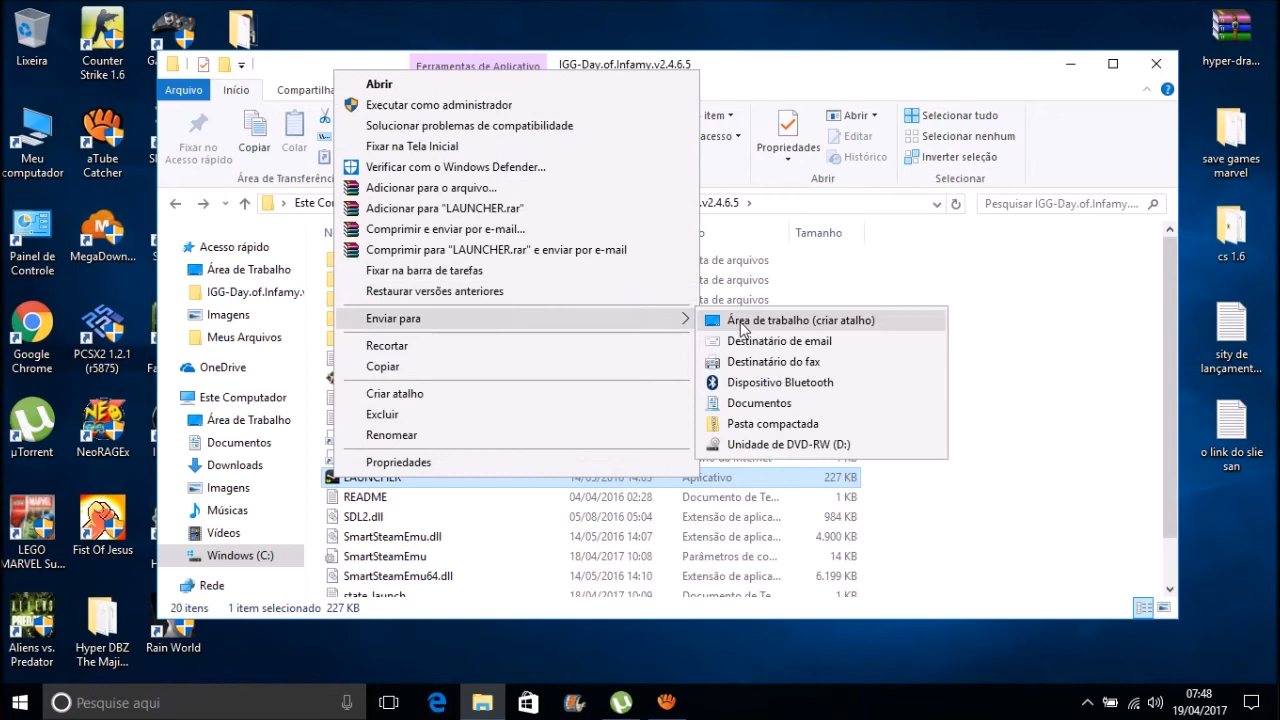 Lixeira
Counter
Strike 1.6
Meu
computador
aTube
Catcher
Painel de
Controle
MegaDown...
Google
Chrome
PCSX2 1.2.1
(r5875)
µTorrent
NeoRAGEx
LEGO
MARVEL Su...
Fist Of Jesus
Aliens vs.
Predator
Hyper DBZ
The Maji...
Rain World
hyper-dra...
save games
marvel
cs 1.6
sity de
lançament...
o link do slie
san
Ferramentas de Aplicativo
IGG-Day.of.Infamy.v2.4.6.5
Arquivo
Início
Compartilha
Fixar no
Acesso rápido
Copiar
Colar
Área de Transferênc
item
acesso
Propriedades
Abrir
Editar
Histórico
Abrir
Selecionar tudo
Selecionar nenhum
Inverter seleção
Selecionar
Este Co
.v2.4.6.5
Pesquisar IGG-Day.of.Infamy....
Tamanho
Acesso rápido
Área de Trabalho
IGG-Day.of.Infamy.v
Imagens
Meus Arquivos
OneDrive
Este Computador
Área de Trabalho
Documentos
Downloads
Imagens
Músicas
Vídeos
Windows (C:)
Rede
ta de arquivos
ta de arquivos
ta de arquivos
Abrir
Executar como administrador
Solucionar problemas de compatibilidade
Fixar na Tela Inicial
Verificar com o Windows Defender...
Adicionar para o arquivo...
Adicionar para "LAUNCHER.rar"
Comprimir e enviar por e-mail...
Comprimir para "LAUNCHER.rar" e enviar por e-mail
Fixar na barra de tarefas
Restaurar versões anteriores
Enviar para
Recortar
Copiar
Criar atalho
Excluir
Renomear
Propriedades
Área de trabalho (criar atalho)
Destinatário de email
Destinatário do fax
Dispositivo Bluetooth
Documentos
Pasta compactada
Unidade de DVD-RW (D:)
LAUNCHER 14/05/2016 14:05 Aplicativo 227 KB
README 04/04/2016 02:28 Documento de Te... 1 KB
SDL2.dll 05/08/2016 05:04 Extensão de aplica... 984 KB
SmartSteamEmu.dll 14/05/2016 14:07 Extensão de aplica... 4.900 KB
SmartSteamEmu 18/04/2017 10:08 Parâmetros de co... 14 KB
SmartSteamEmu64.dll 14/05/2016 14:10 Extensão de aplica... 6.199 KB
state_launch 18/04/2017 10:09 Documento de Te... 1 KB
20 itens 1 item selecionado 227 KB
Pesquise aqui
07:48
19/04/2017